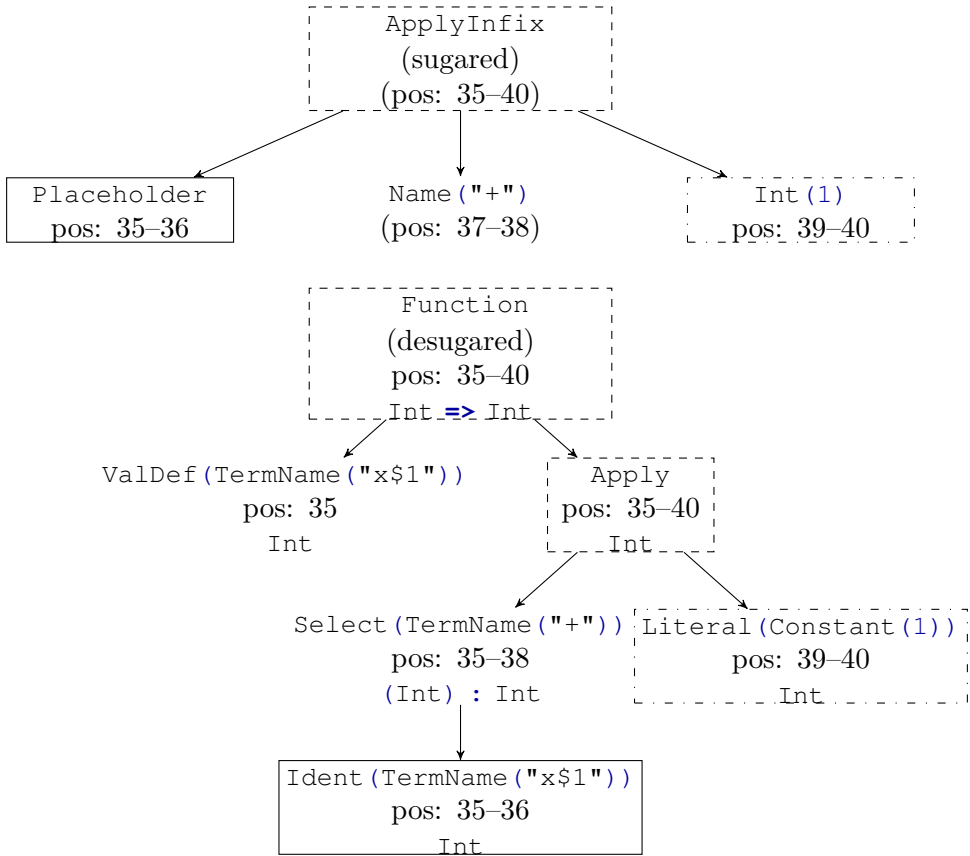 ApplyInfix
(sugared)
(pos: 35–40)
Placeholder
pos: 35–36
Name("+")
(pos: 37–38)
Int(1)
pos: 39–40
Function
(desugared)
pos: 35–40
Int => Int
ValDef(TermName("x$1"))
pos: 35
Int
Apply
pos: 35–40
Int
Select(TermName("+"))
pos: 35–38
(Int) : Int
Literal(Constant(1))
pos: 39–40
Int
Ident(TermName("x$1"))
pos: 35–36
Int